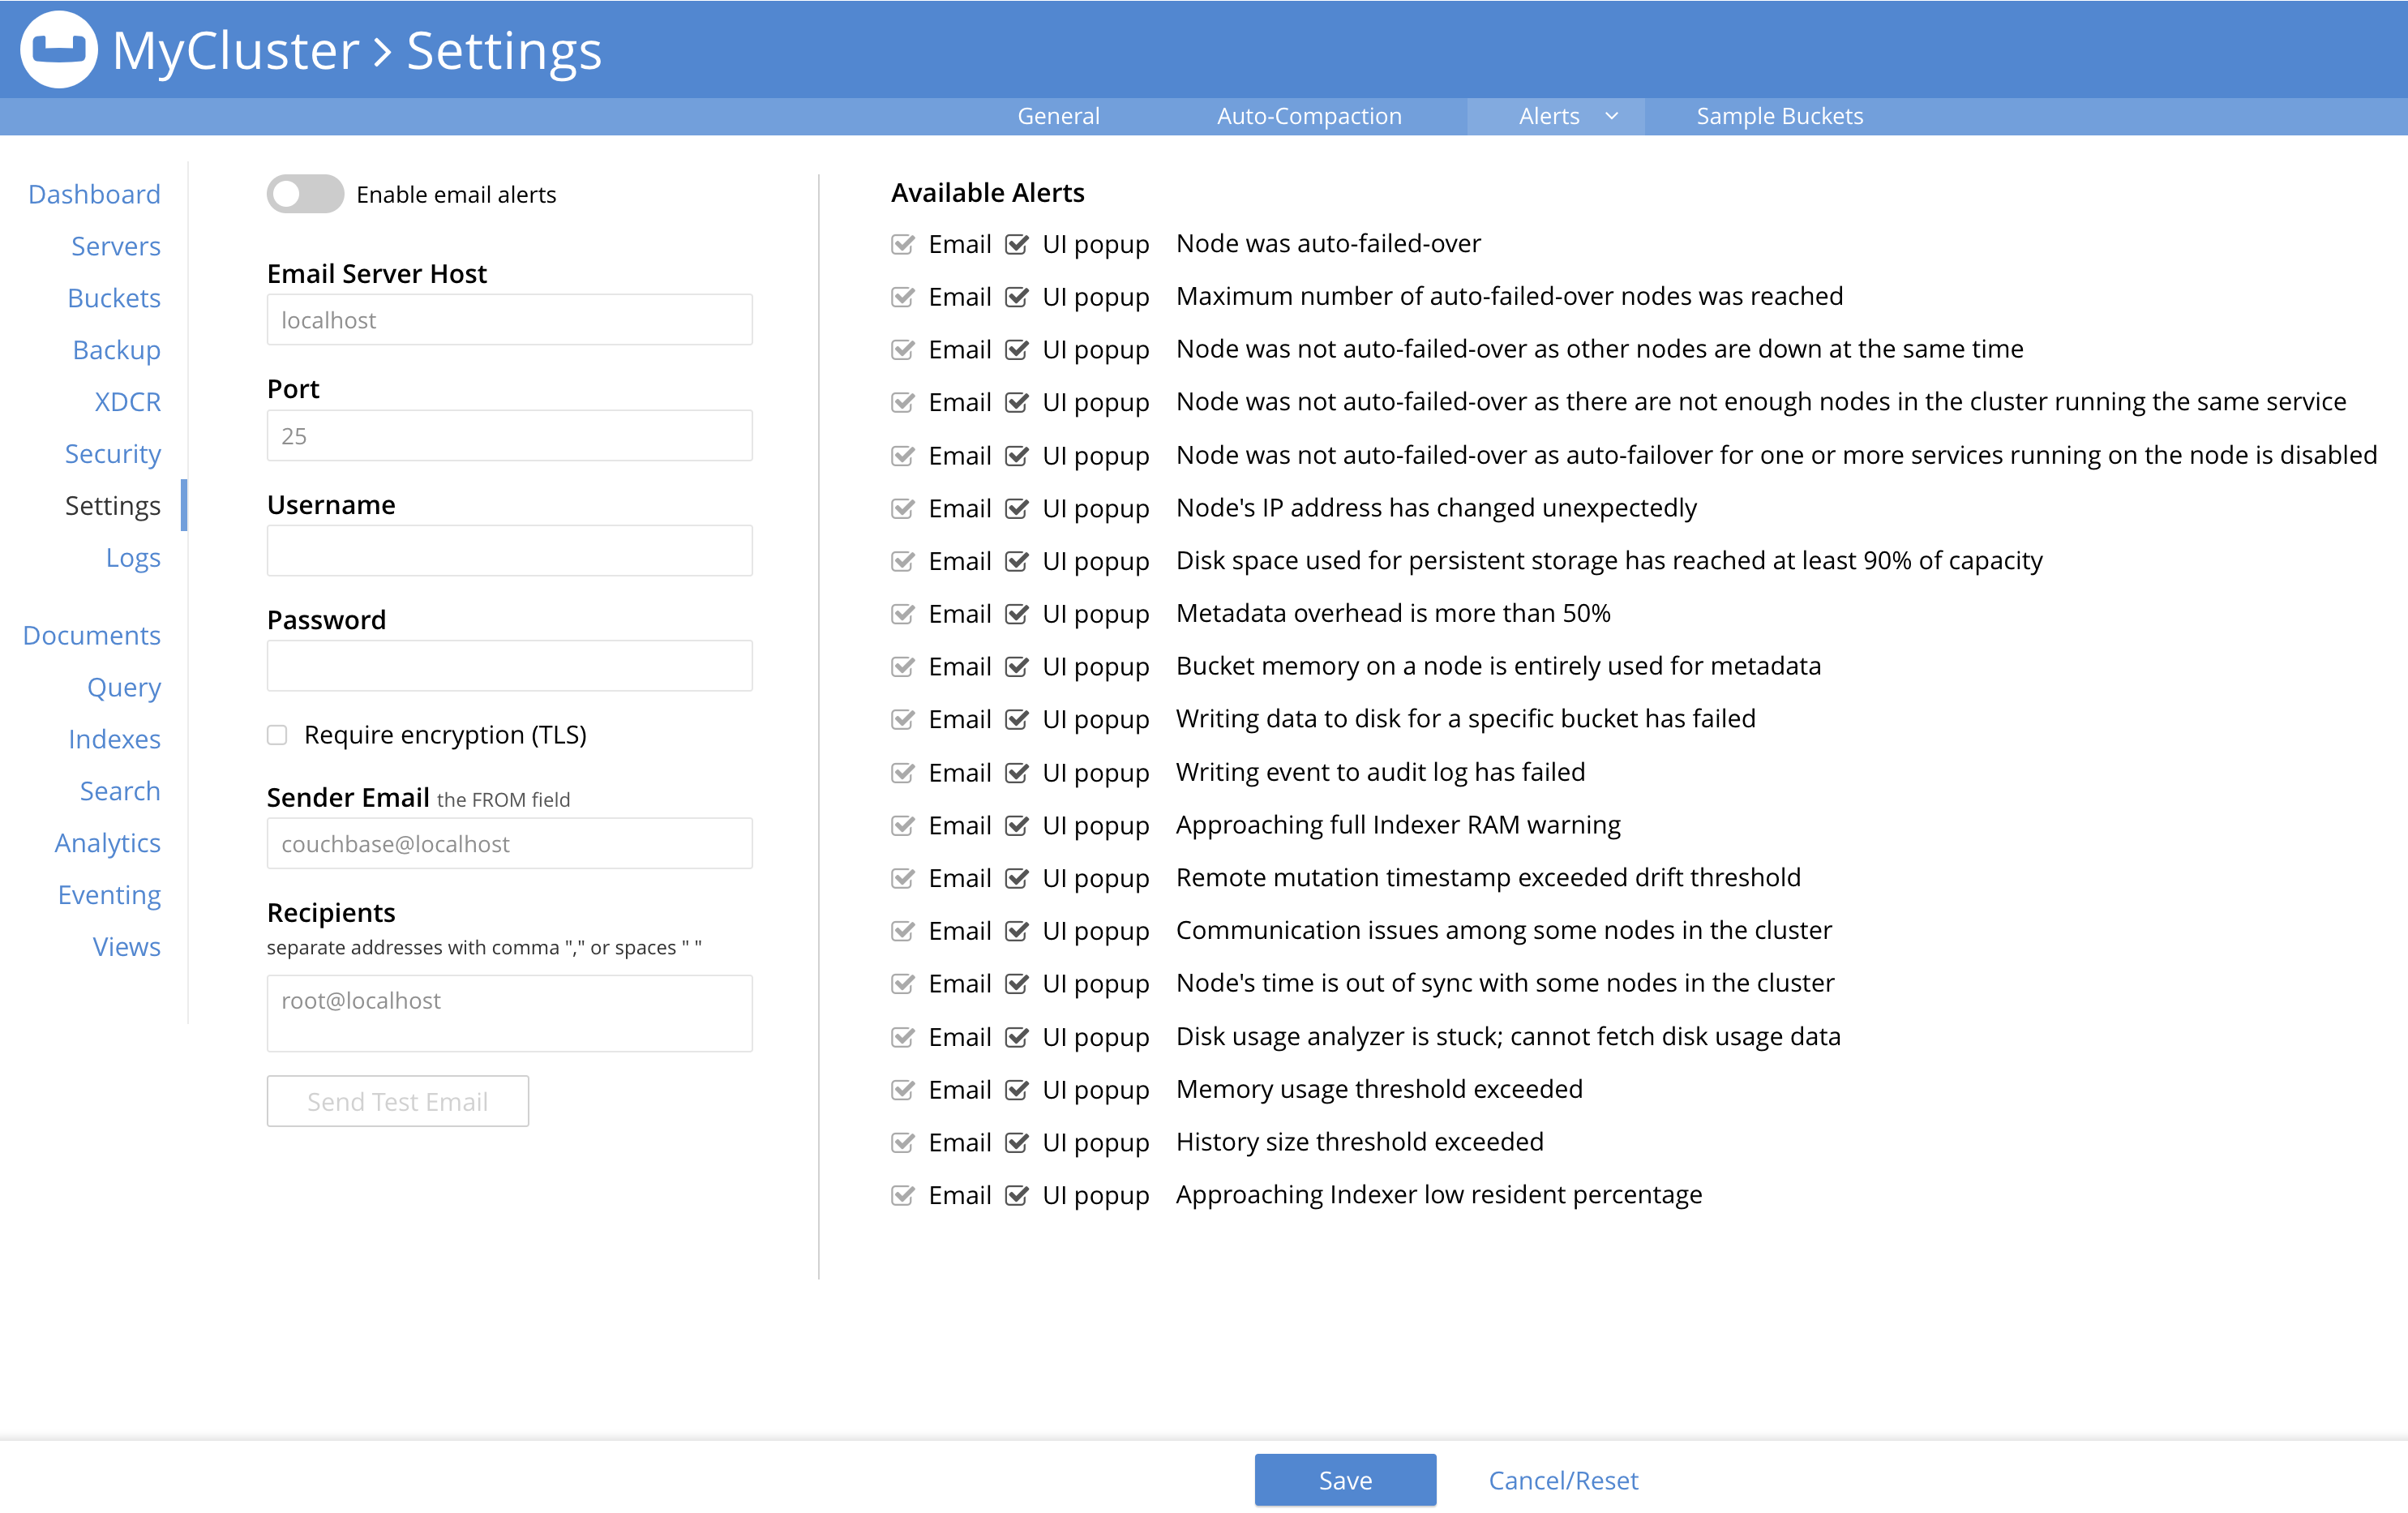 MyCluster > Settings
General Auto-Compaction Alerts Sample Buckets
Dashboard
Servers
Buckets
Backup
XDCR
Security
Settings
Logs
Documents
Query
Indexes
Search
Analytics
Eventing
Views
Enable email alerts
Email Server Host
localhost
Port
25
Username
Password
Require encryption (TLS)
Sender Email the FROM field
couchbase@localhost
Recipients
separate addresses with comma "," or spaces " "
root@localhost
Send Test Email
Available Alerts
Email UI popup Node was auto-failed-over
Email UI popup Maximum number of auto-failed-over nodes was reached
Email UI popup Node was not auto-failed-over as other nodes are down at the same time
Email UI popup Node was not auto-failed-over as there are not enough nodes in the cluster running the same service
Email UI popup Node was not auto-failed-over as auto-failover for one or more services running on the node is disabled
Email UI popup Node's IP address has changed unexpectedly
Email UI popup Disk space used for persistent storage has reached at least 90% of capacity
Email UI popup Metadata overhead is more than 50%
Email UI popup Bucket memory on a node is entirely used for metadata
Email UI popup Writing data to disk for a specific bucket has failed
Email UI popup Writing event to audit log has failed
Email UI popup Approaching full Indexer RAM warning
Email UI popup Remote mutation timestamp exceeded drift threshold
Email UI popup Communication issues among some nodes in the cluster
Email UI popup Node's time is out of sync with some nodes in the cluster
Email UI popup Disk usage analyzer is stuck; cannot fetch disk usage data
Email UI popup Memory usage threshold exceeded
Email UI popup History size threshold exceeded
Email UI popup Approaching Indexer low resident percentage
Save Cancel/Reset